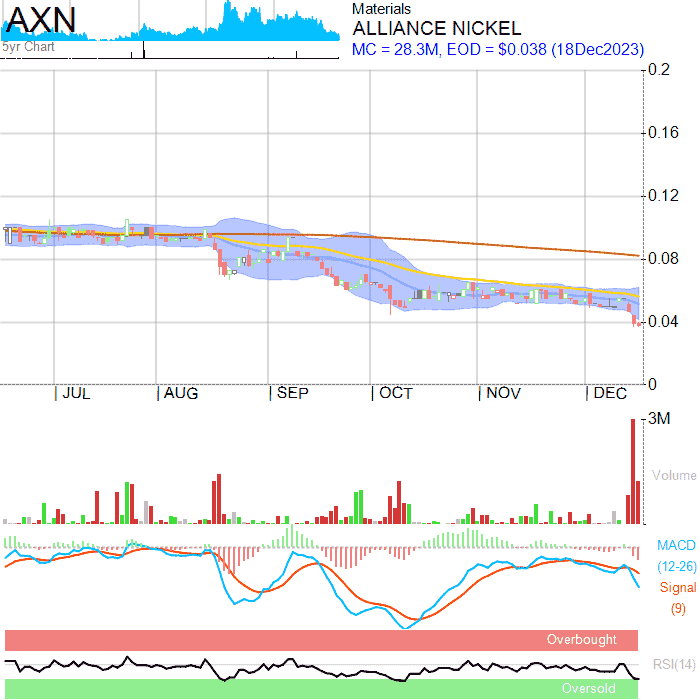 AXN
5yr Chart
Materials
ALLIANCE NICKEL
MC = 28.3M, EOD = $0.038 (18Dec2023)
0.2
0.16
0.12
0.08
0.04
0
JUL
AUG
SEP
OCT
NOV
DEC
3M
Volume
MACD
(12-26)
Signal
(9)
Overbought
RSI(14)
Oversold